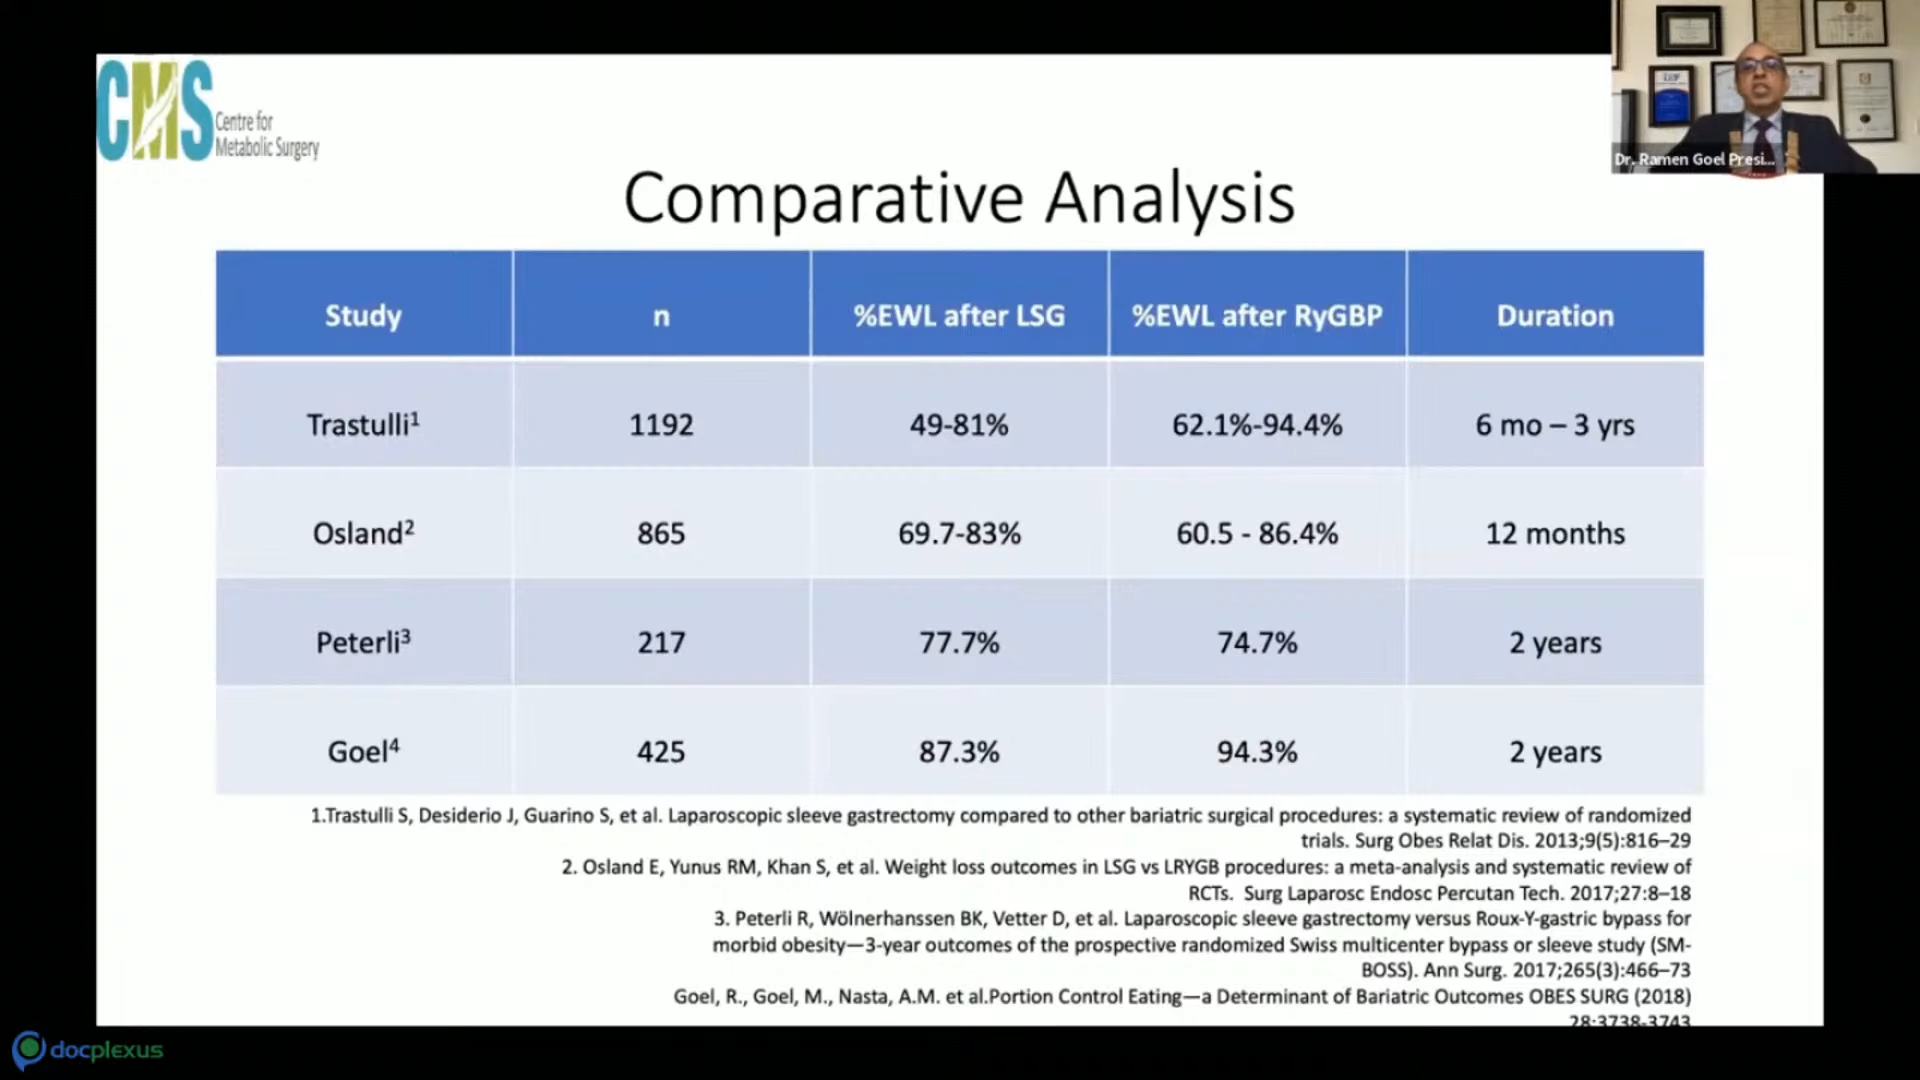 CMS
Centre for
Metabolic Surgery
Dr. Ramen Goel Presi...
Comparative Analysis
Study n %EWL after LSG %EWL after RyGBP Duration
Trastulli1 1192 49-81% 62.1%-94.4% 6 mo – 3 yrs
Osland2 865 69.7-83% 60.5 - 86.4% 12 months
Peterli3 217 77.7% 74.7% 2 years
Goel4 425 87.3% 94.3% 2 years
1.Trastulli S, Desiderio J, Guarino S, et al. Laparoscopic sleeve gastrectomy compared to other bariatric surgical procedures: a systematic review of randomized
trials. Surg Obes Relat Dis. 2013;9(5):816–29
2. Osland E, Yunus RM, Khan S, et al. Weight loss outcomes in LSG vs LRYGB procedures: a meta-analysis and systematic review of
RCTs. Surg Laparosc Endosc Percutan Tech. 2017;27:8–18
3. Peterli R, Wölnerhanssen BK, Vetter D, et al. Laparoscopic sleeve gastrectomy versus Roux-Y-gastric bypass for
morbid obesity—3-year outcomes of the prospective randomized Swiss multicenter bypass or sleeve study (SM-
BOSS). Ann Surg. 2017;265(3):466–73
Goel, R., Goel, M., Nasta, A.M. et al.Portion Control Eating—a Determinant of Bariatric Outcomes OBES SURG (2018)
28:3738-3743
docplexus